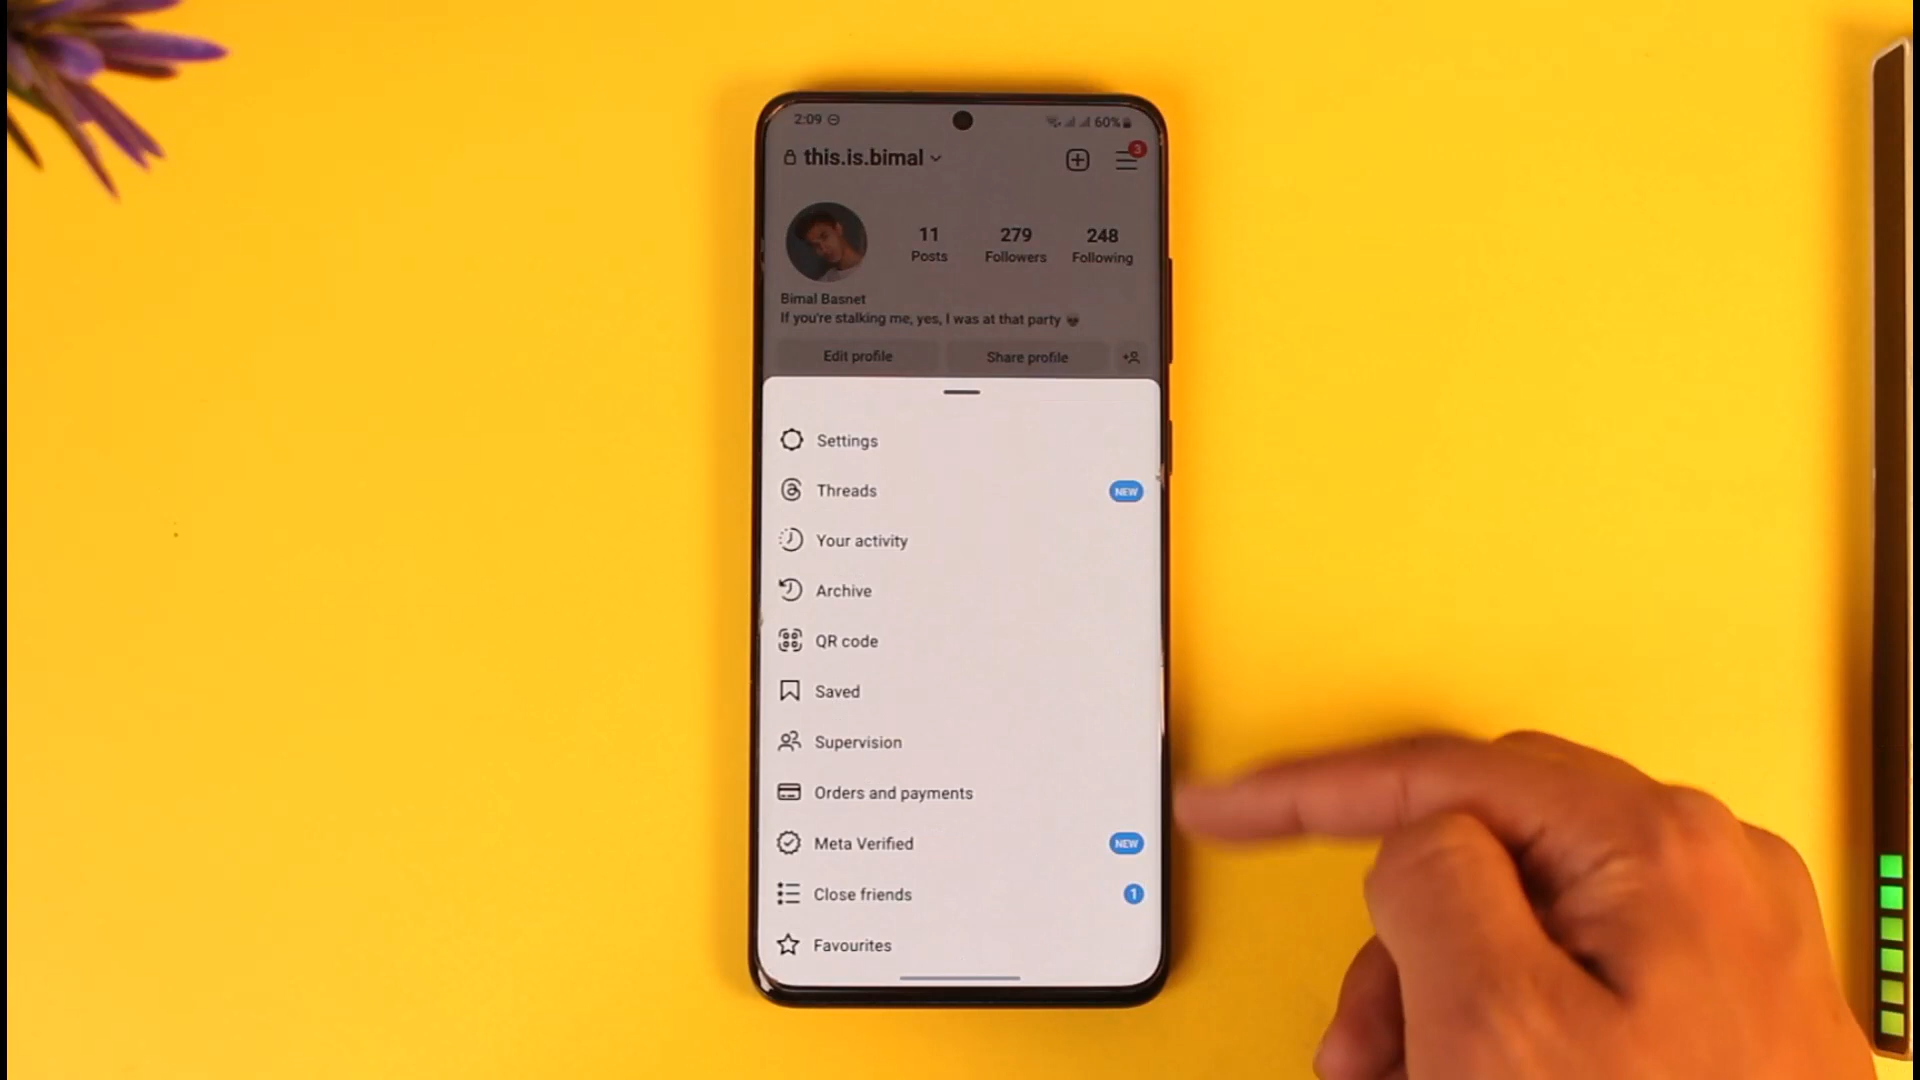 2:09 60%
this.is.bimal 3
11 279 248
Posts Followers Following
Bimal Basnet
If you're stalking me, yes, I was at that party
Edit profile Share profile
Settings
Threads NEW
Your activity
Archive
QR code
Saved
Supervision
Orders and payments
Meta Verified NEW
Close friends 1
Favourites